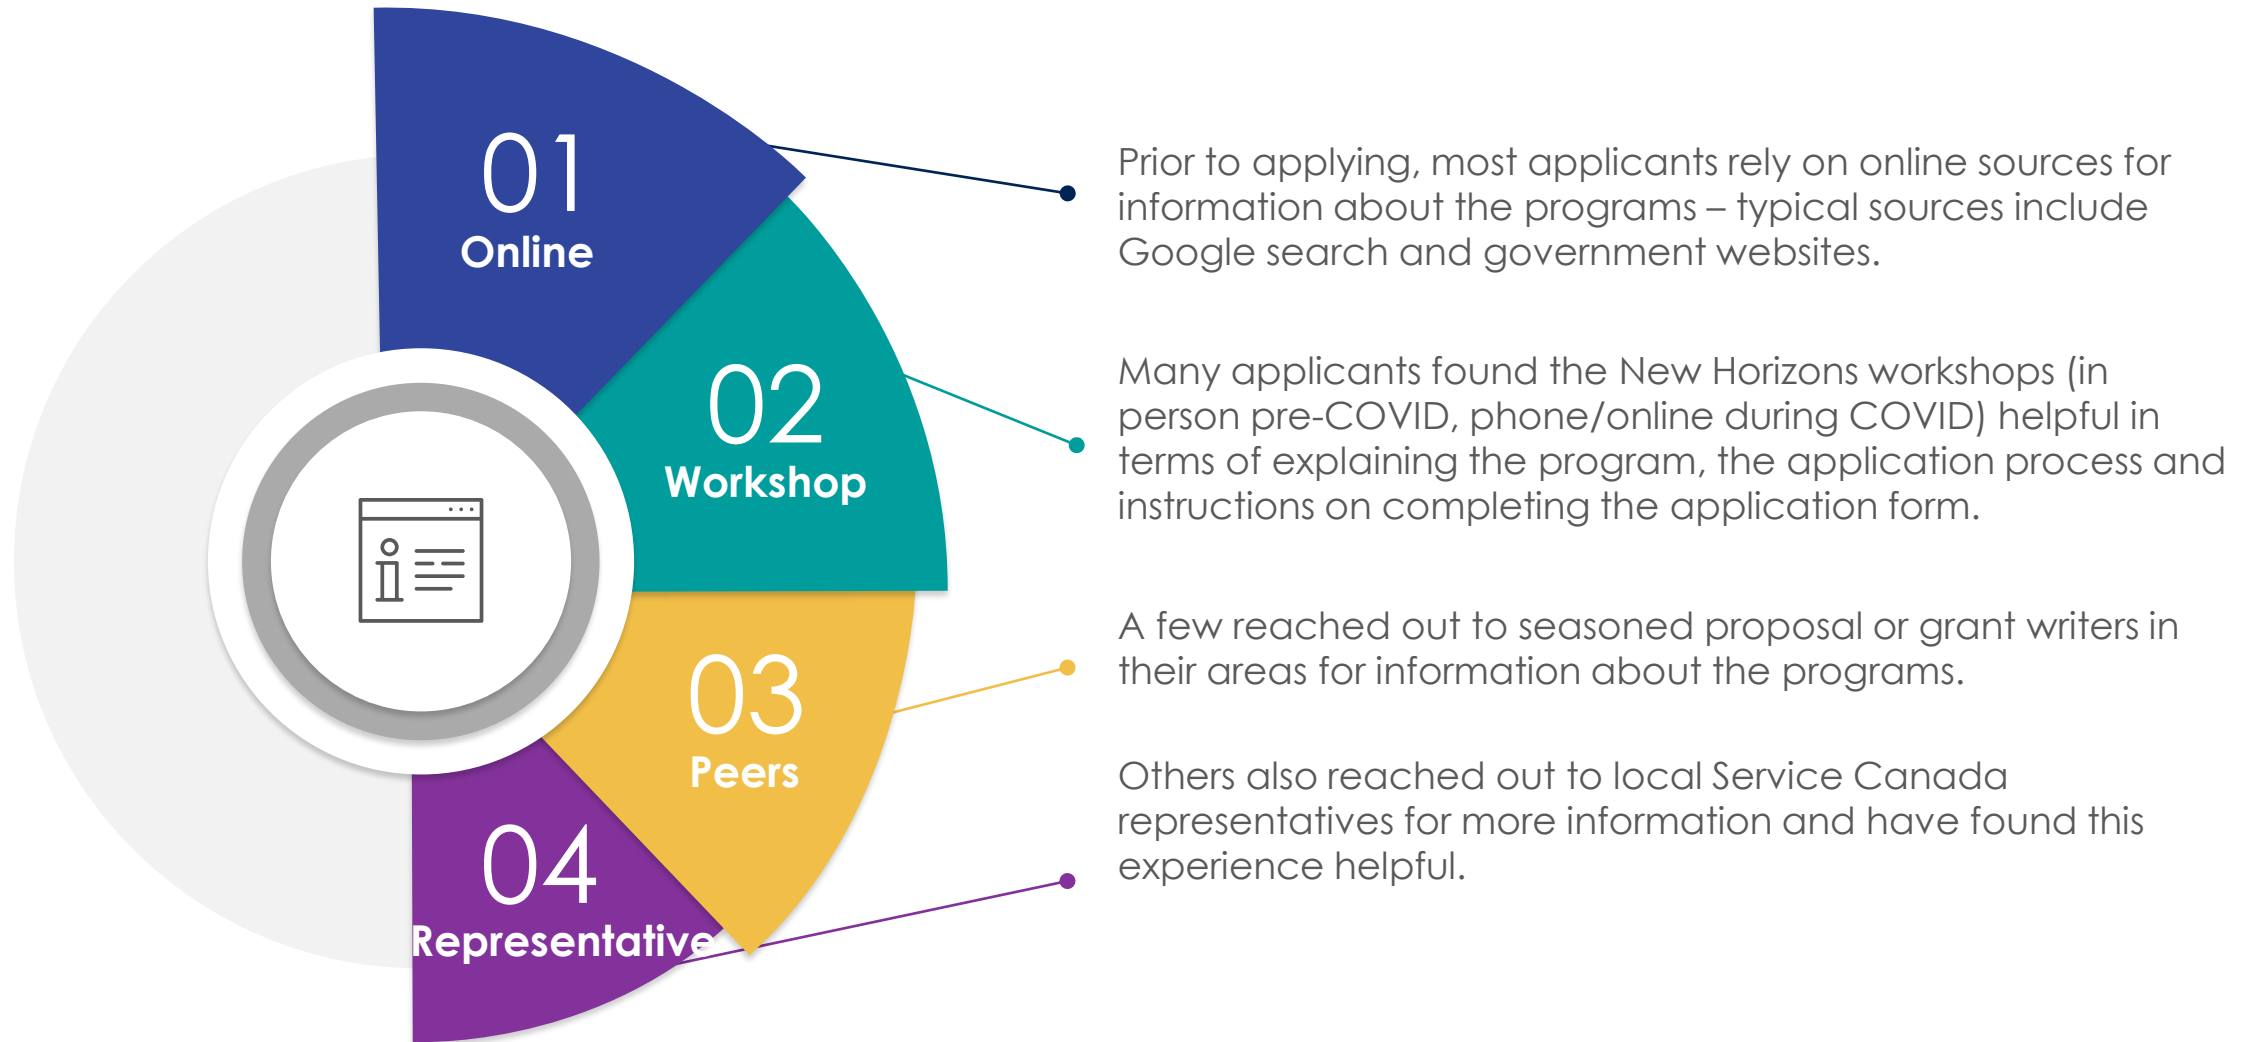 01
Online
Prior to applying, most applicants rely on online sources for
information about the programs – typical sources include
Google search and government websites.
02
Workshop
Many applicants found the New Horizons workshops (in
person pre-COVID, phone/online during COVID) helpful in
terms of explaining the program, the application process and
instructions on completing the application form.
03
Peers
A few reached out to seasoned proposal or grant writers in
their areas for information about the programs.
04
Representative
Others also reached out to local Service Canada
representatives for more information and have found this
experience helpful.